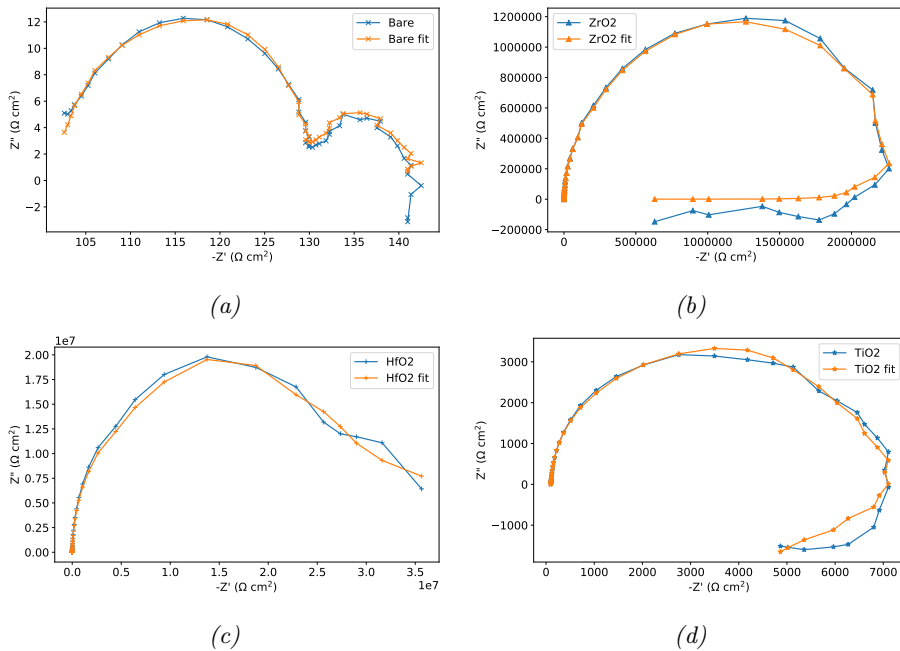 Bare
Bare fit
12
10
8
6
4
2
0
−2
Z" (Ω cm²)
105 110 115 120 125 130 135 140
-Z' (Ω cm²)
(a)
ZrO2
ZrO2 fit
1200000
1000000
800000
600000
400000
200000
0
−200000
Z" (Ω cm²)
0 500000 1000000 1500000 2000000
-Z' (Ω cm²)
(b)
1e7
HfO2
HfO2 fit
2.00
1.75
1.50
1.25
1.00
0.75
0.50
0.25
0.00
Z" (Ω cm²)
0.0 0.5 1.0 1.5 2.0 2.5 3.0 3.5
1e7
-Z' (Ω cm²)
(c)
TiO2
TiO2 fit
3000
2000
1000
0
−1000
Z" (Ω cm²)
0 1000 2000 3000 4000 5000 6000 7000
-Z' (Ω cm²)
(d)